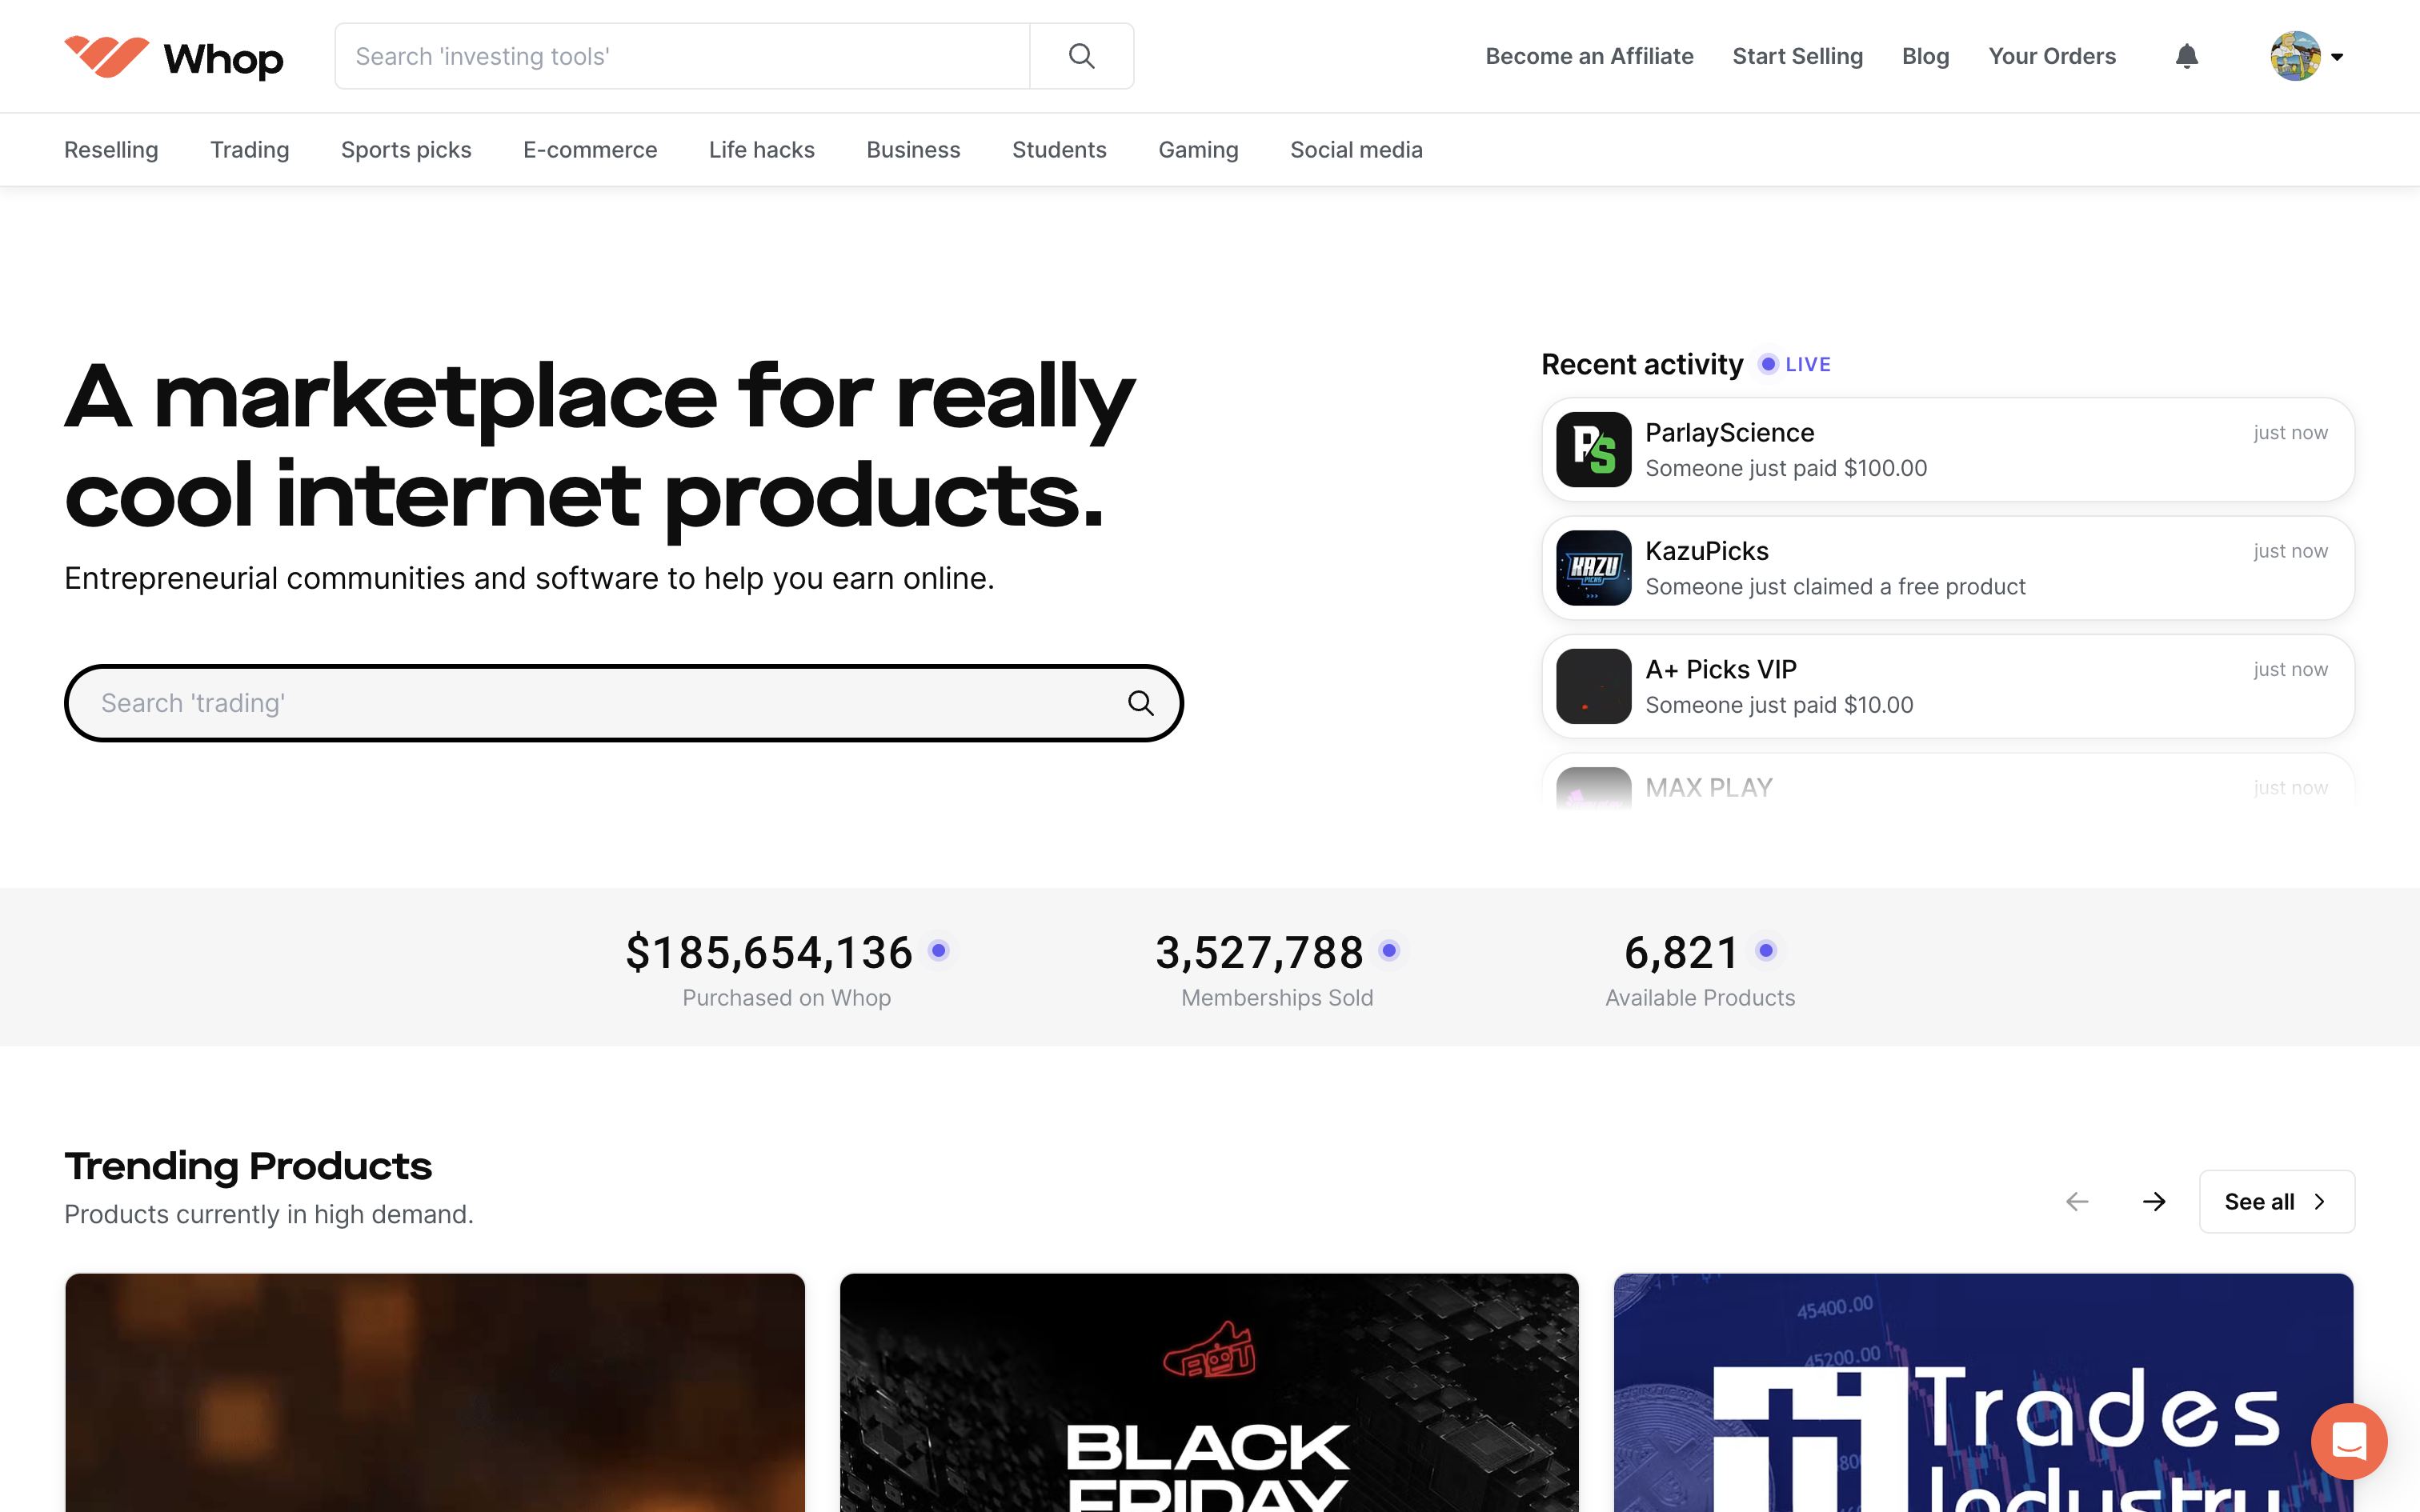 Whop
Search 'investing tools'
Become an Affiliate
Start Selling
Blog
Your Orders
Reselling
Trading
Sports picks
E-commerce
Life hacks
Business
Students
Gaming
Social media
A marketplace for really
cool internet products.
Entrepreneurial communities and software to help you earn online.
Search 'trading'
Recent activity
LIVE
PS
ParlayScience
just now
Someone just paid $100.00
KAZU
PICKS
KazuPicks
just now
Someone just claimed a free product
A+ Picks VIP
just now
Someone just paid $10.00
MAX PLAY
just now
$185,654,136
Purchased on Whop
3,527,788
Memberships Sold
6,821
Available Products
Trending Products
Products currently in high demand.
See all
BLACK
FRIDAY
45400.00
45200.00
Trades
Industry